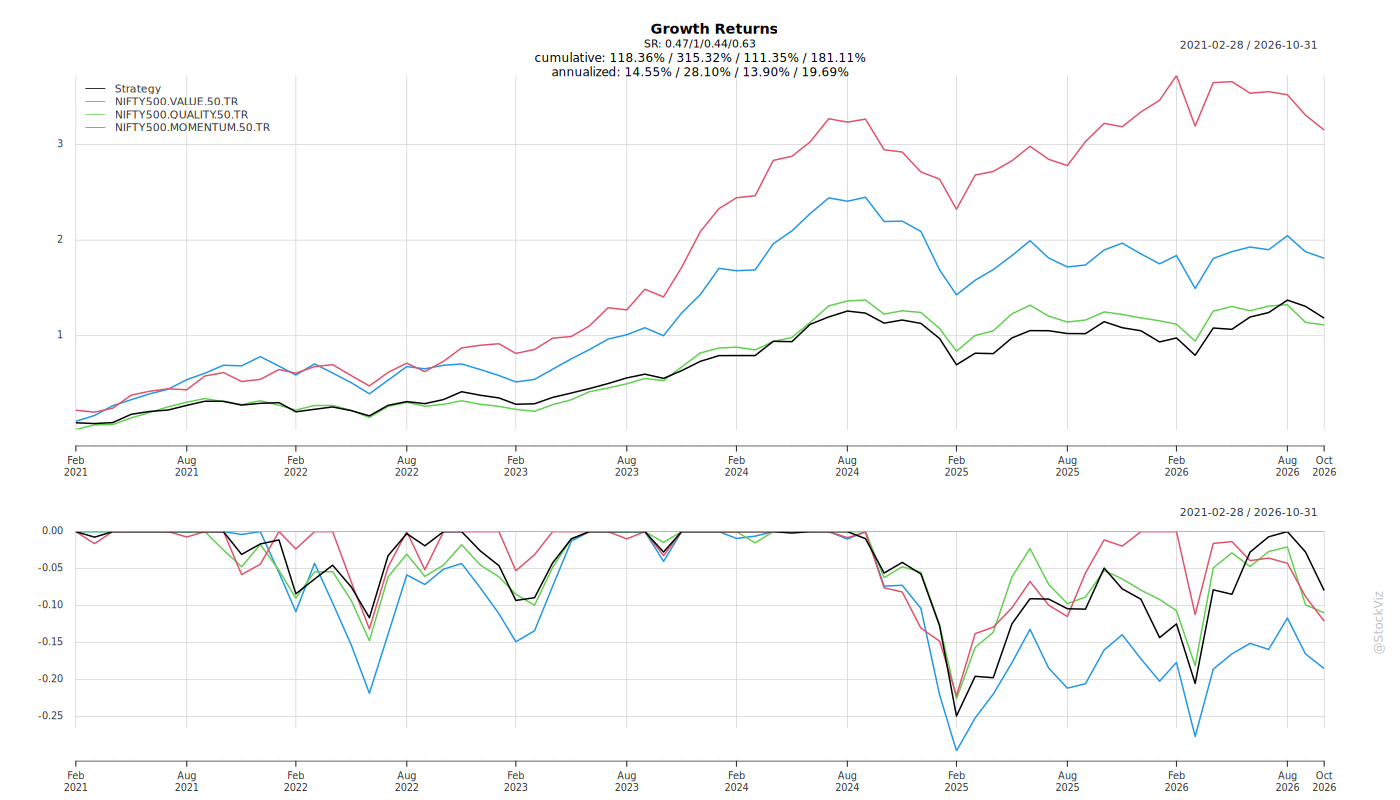 Growth Returns
SR: 0.47/1/0.44/0.63
2021-02-28 / 2026-10-31
cumulative: 118.36% / 315.32% / 111.35% / 181.11%
annualized: 14.55% / 28.10% / 13.90% / 19.69%
Strategy
NIFTY500.VALUE.50.TR
NIFTY500.QUALITY.50.TR
NIFTY500.MOMENTUM.50.TR
3
2
1
Feb Aug Feb Aug Feb Aug Feb Aug Feb Aug Feb Aug Oct
2021 2021 2022 2022 2023 2023 2024 2024 2025 2025 2026 2026 2026
2021-02-28 / 2026-10-31
0.00
-0.05
-0.10
-0.15
-0.20
-0.25
Feb Aug Feb Aug Feb Aug Feb Aug Feb Aug Feb Aug Oct
2021 2021 2022 2022 2023 2023 2024 2024 2025 2025 2026 2026 2026
@StockViz